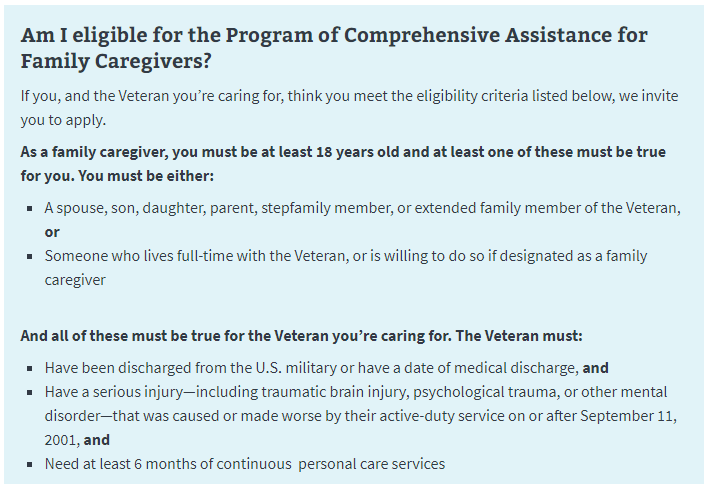 Am I eligible for the Program of Comprehensive Assistance for
Family Caregivers?
If you, and the Veteran you’re caring for, think you meet the eligibility criteria listed below, we invite
you to apply.
As a family caregiver, you must be at least 18 years old and at least one of these must be true
for you. You must be either:
▪ A spouse, son, daughter, parent, stepfamily member, or extended family member of the Veteran,
or
▪ Someone who lives full-time with the Veteran, or is willing to do so if designated as a family
caregiver
And all of these must be true for the Veteran you’re caring for. The Veteran must:
▪ Have been discharged from the U.S. military or have a date of medical discharge, and
▪ Have a serious injury—including traumatic brain injury, psychological trauma, or other mental
disorder—that was caused or made worse by their active-duty service on or after September 11,
2001, and
▪ Need at least 6 months of continuous  personal care services